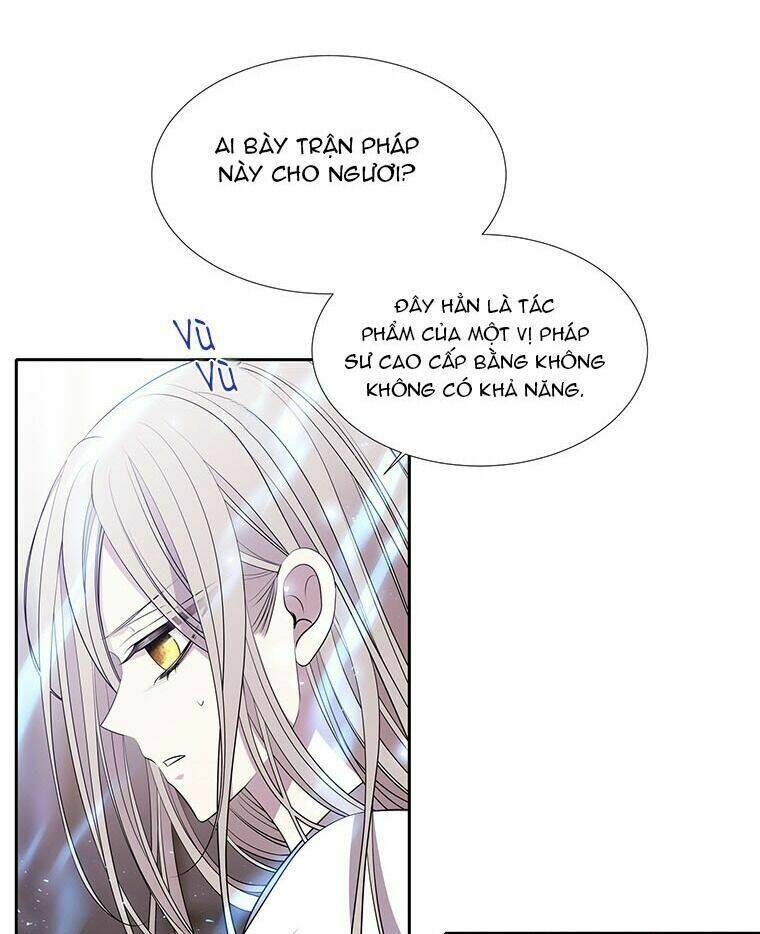 AI BÀY TRẬN PHÁP
NÀY CHO NGƯƠI?
ĐÂY HẲN LÀ TÁC
PHẨM CỦA MỘT VỊ PHÁP
SƯ CAO CẤP BẰNG KHÔNG
KHÔNG CÓ KHẢ NĂNG.
VÙ
VÙ